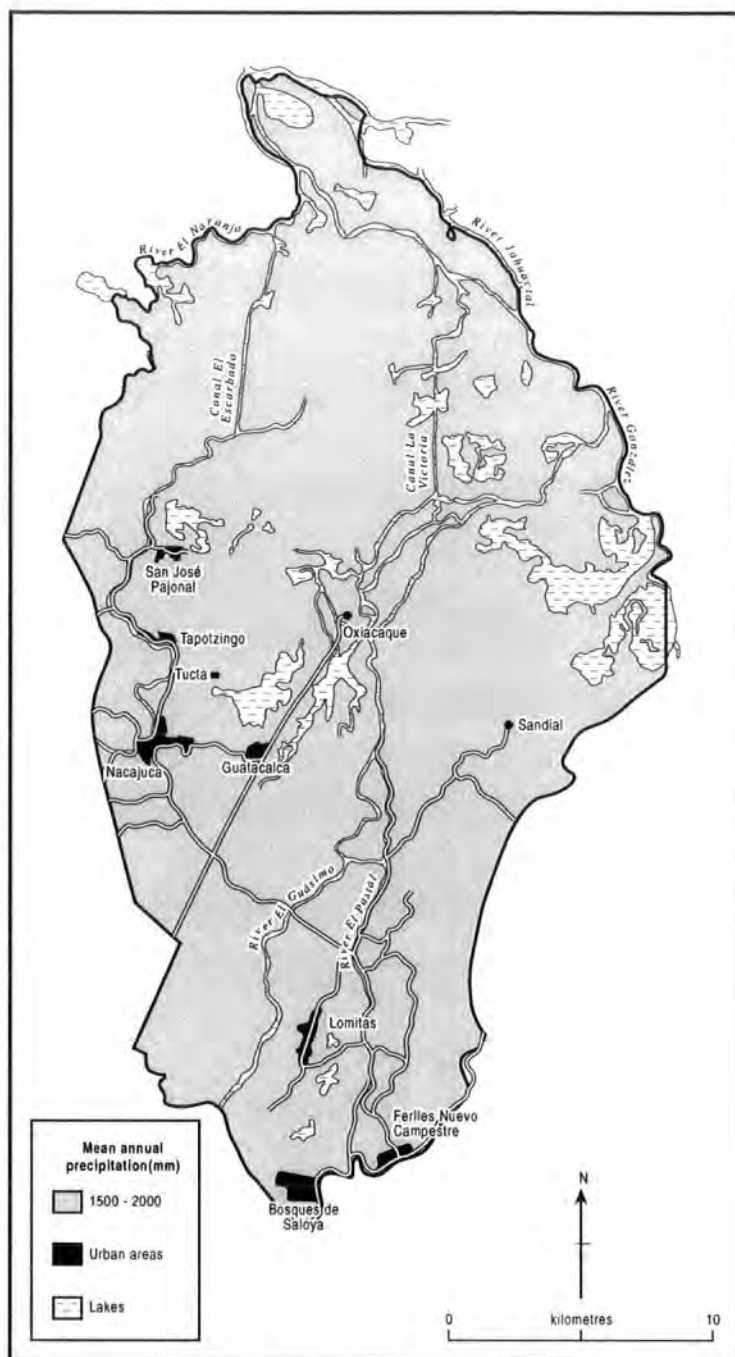 River El Naranjo
River Jahuactal
Canal El
Escarbado
Canal La
Victoria
River González
San José
Pajonal
Oxiacaque
Tapotzingo
Tucta
Sandial
Nacajuca
Guatacalca
River El Guásimo
River El Pastal
Lomitas
Ferlles Nuevo
Campestre
Bosques de
Saloya
Mean annual
precipitation(mm)
1500 - 2000
Urban areas
Lakes
N
0 kilometres 10